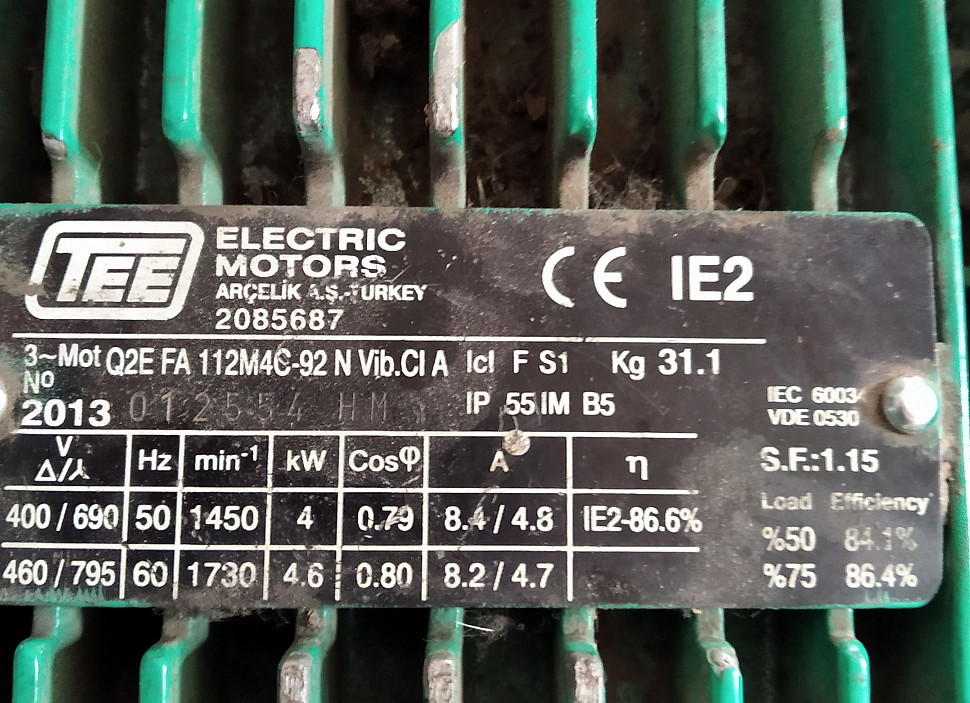 TEE
ELECTRIC
MOTORS
ARÇELİK A.Ş.-TURKEY
2085687
CE IE2
3~Mot Q2E FA 112M4C-92 N Vib.Cl A Icl F S1 Kg 31.1
No
2013 012554 HM IP 55 IM B5
IEC 60034
VDE 0530
V Δ/⅄ Hz min-1 kW Cosφ A η
S.F.:1.15
400 / 690 50 1450 4 0.79 8.4 / 4.8 IE2-86.6%
460 / 795 60 1730 4.6 0.80 8.2 / 4.7
Load Efficiency
%50 84.1%
%75 86.4%